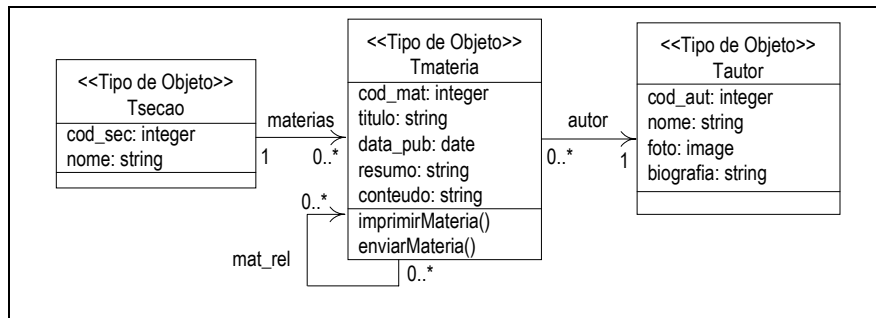 <<Tipo de Objeto>>
Tsecao
cod_sec: integer
nome: string
materias
1
0..*
<<Tipo de Objeto>>
Tmateria
cod_mat: integer
titulo: string
data_pub: date
resumo: string
conteudo: string
imprimirMateria()
enviarMateria()
0..*
mat_rel
0..*
autor
0..*
1
<<Tipo de Objeto>>
Tautor
cod_aut: integer
nome: string
foto: image
biografia: string